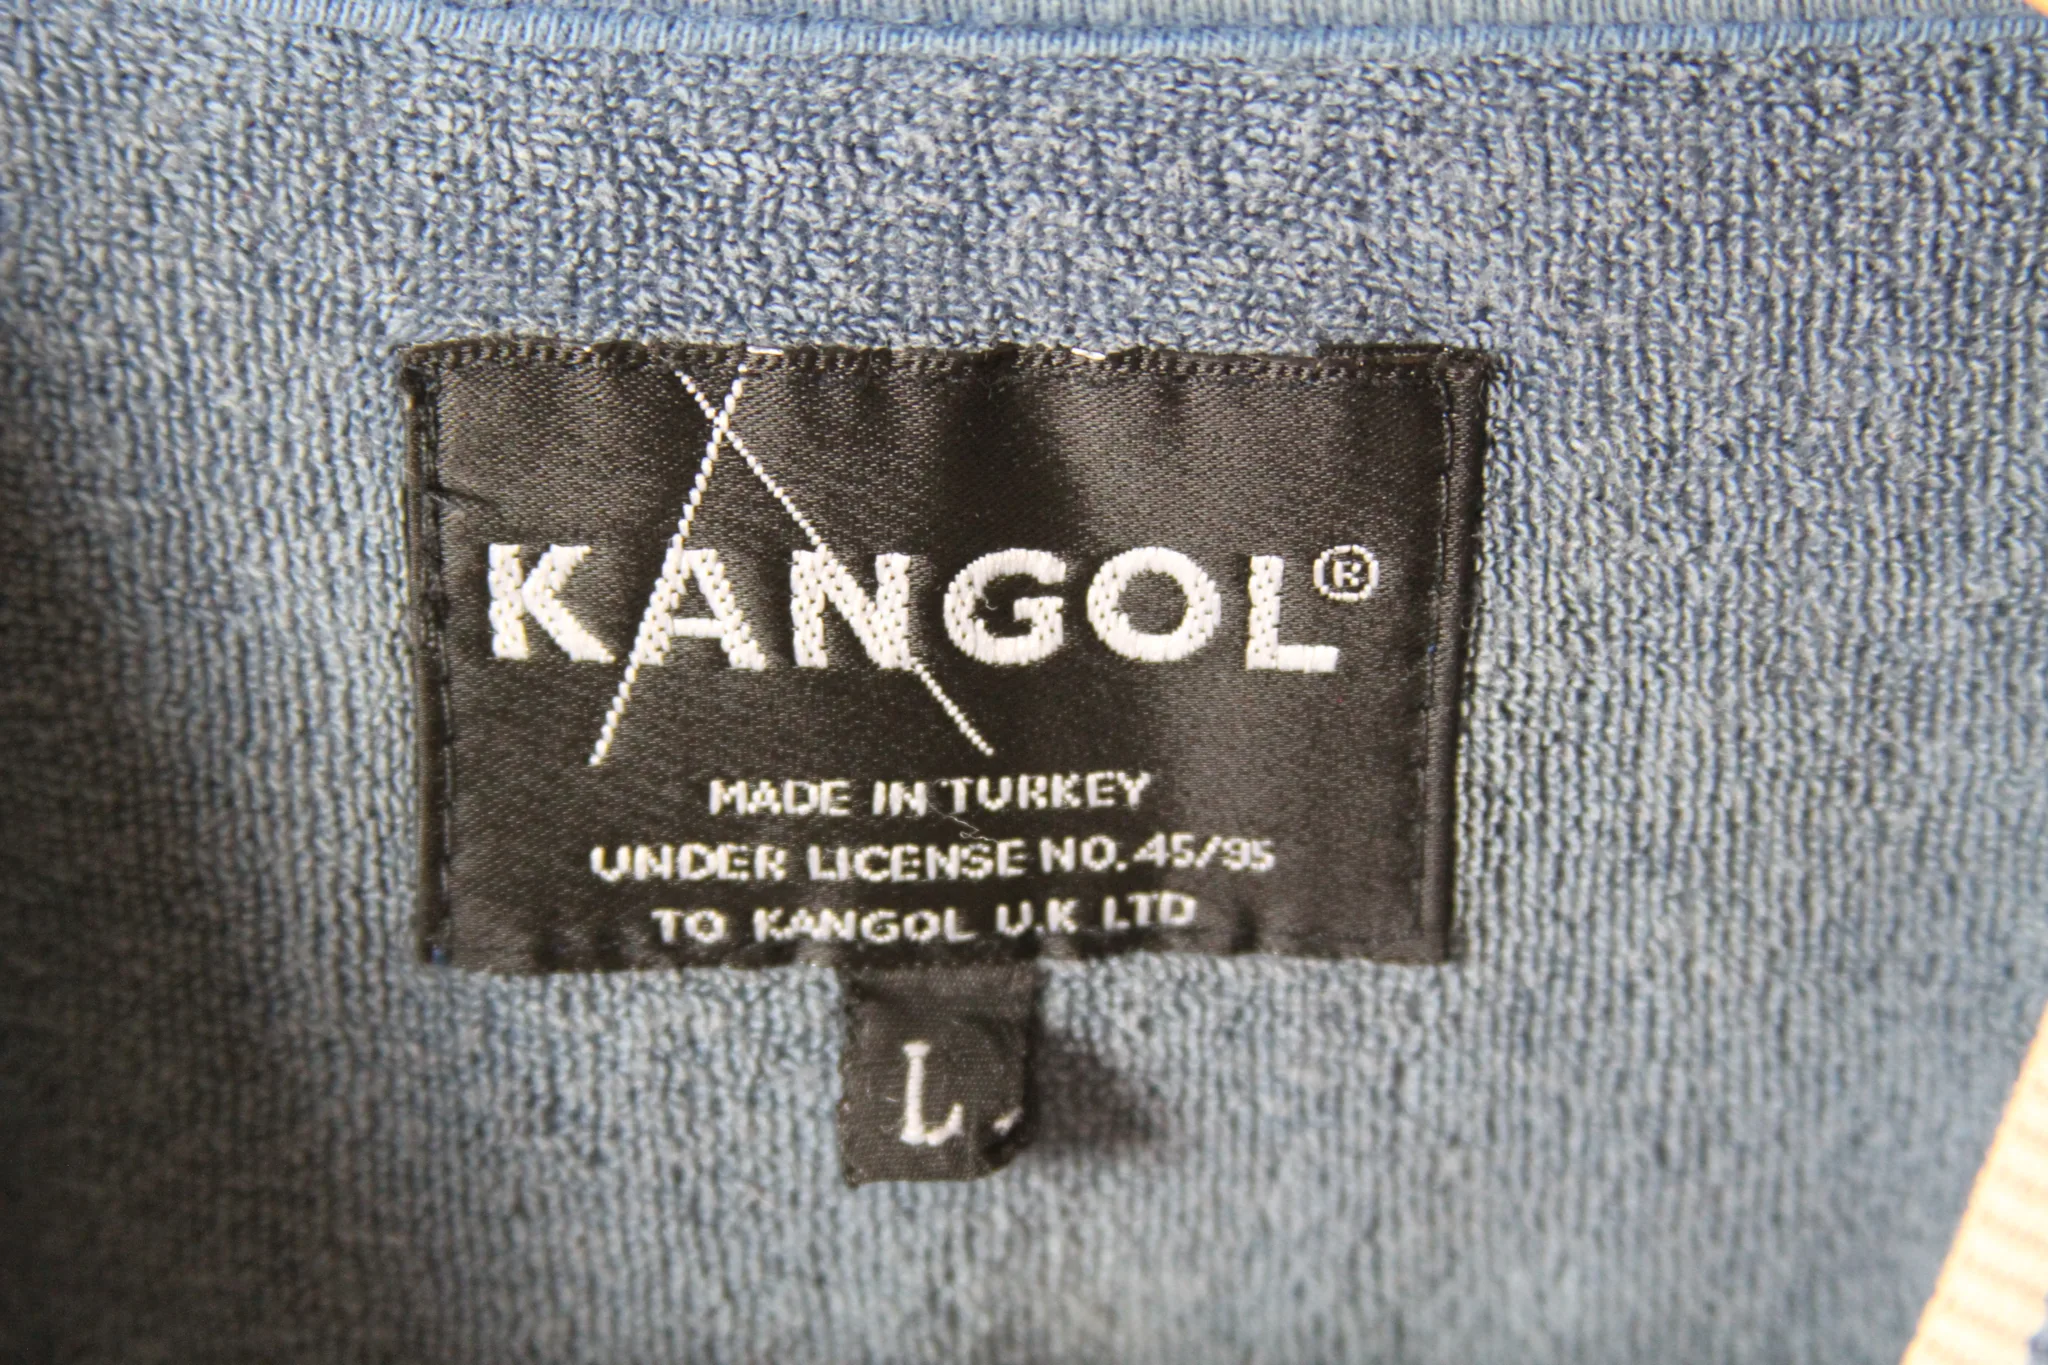 KANGOL®
MADE IN TURKEY
UNDER LICENSE NO. 45/95
TO KANGOL U.K LTD
L